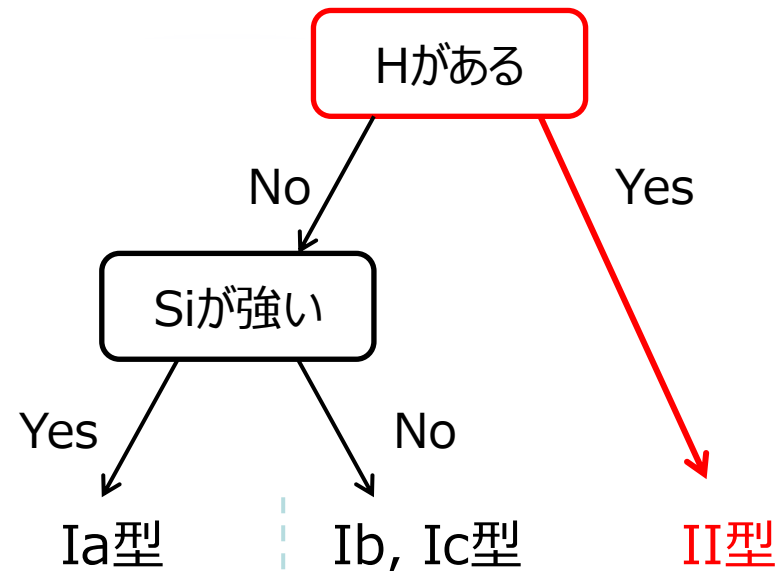 Hがある
No
Yes
Siが強い
Yes
No
Ia型
Ib, Ic型
II型